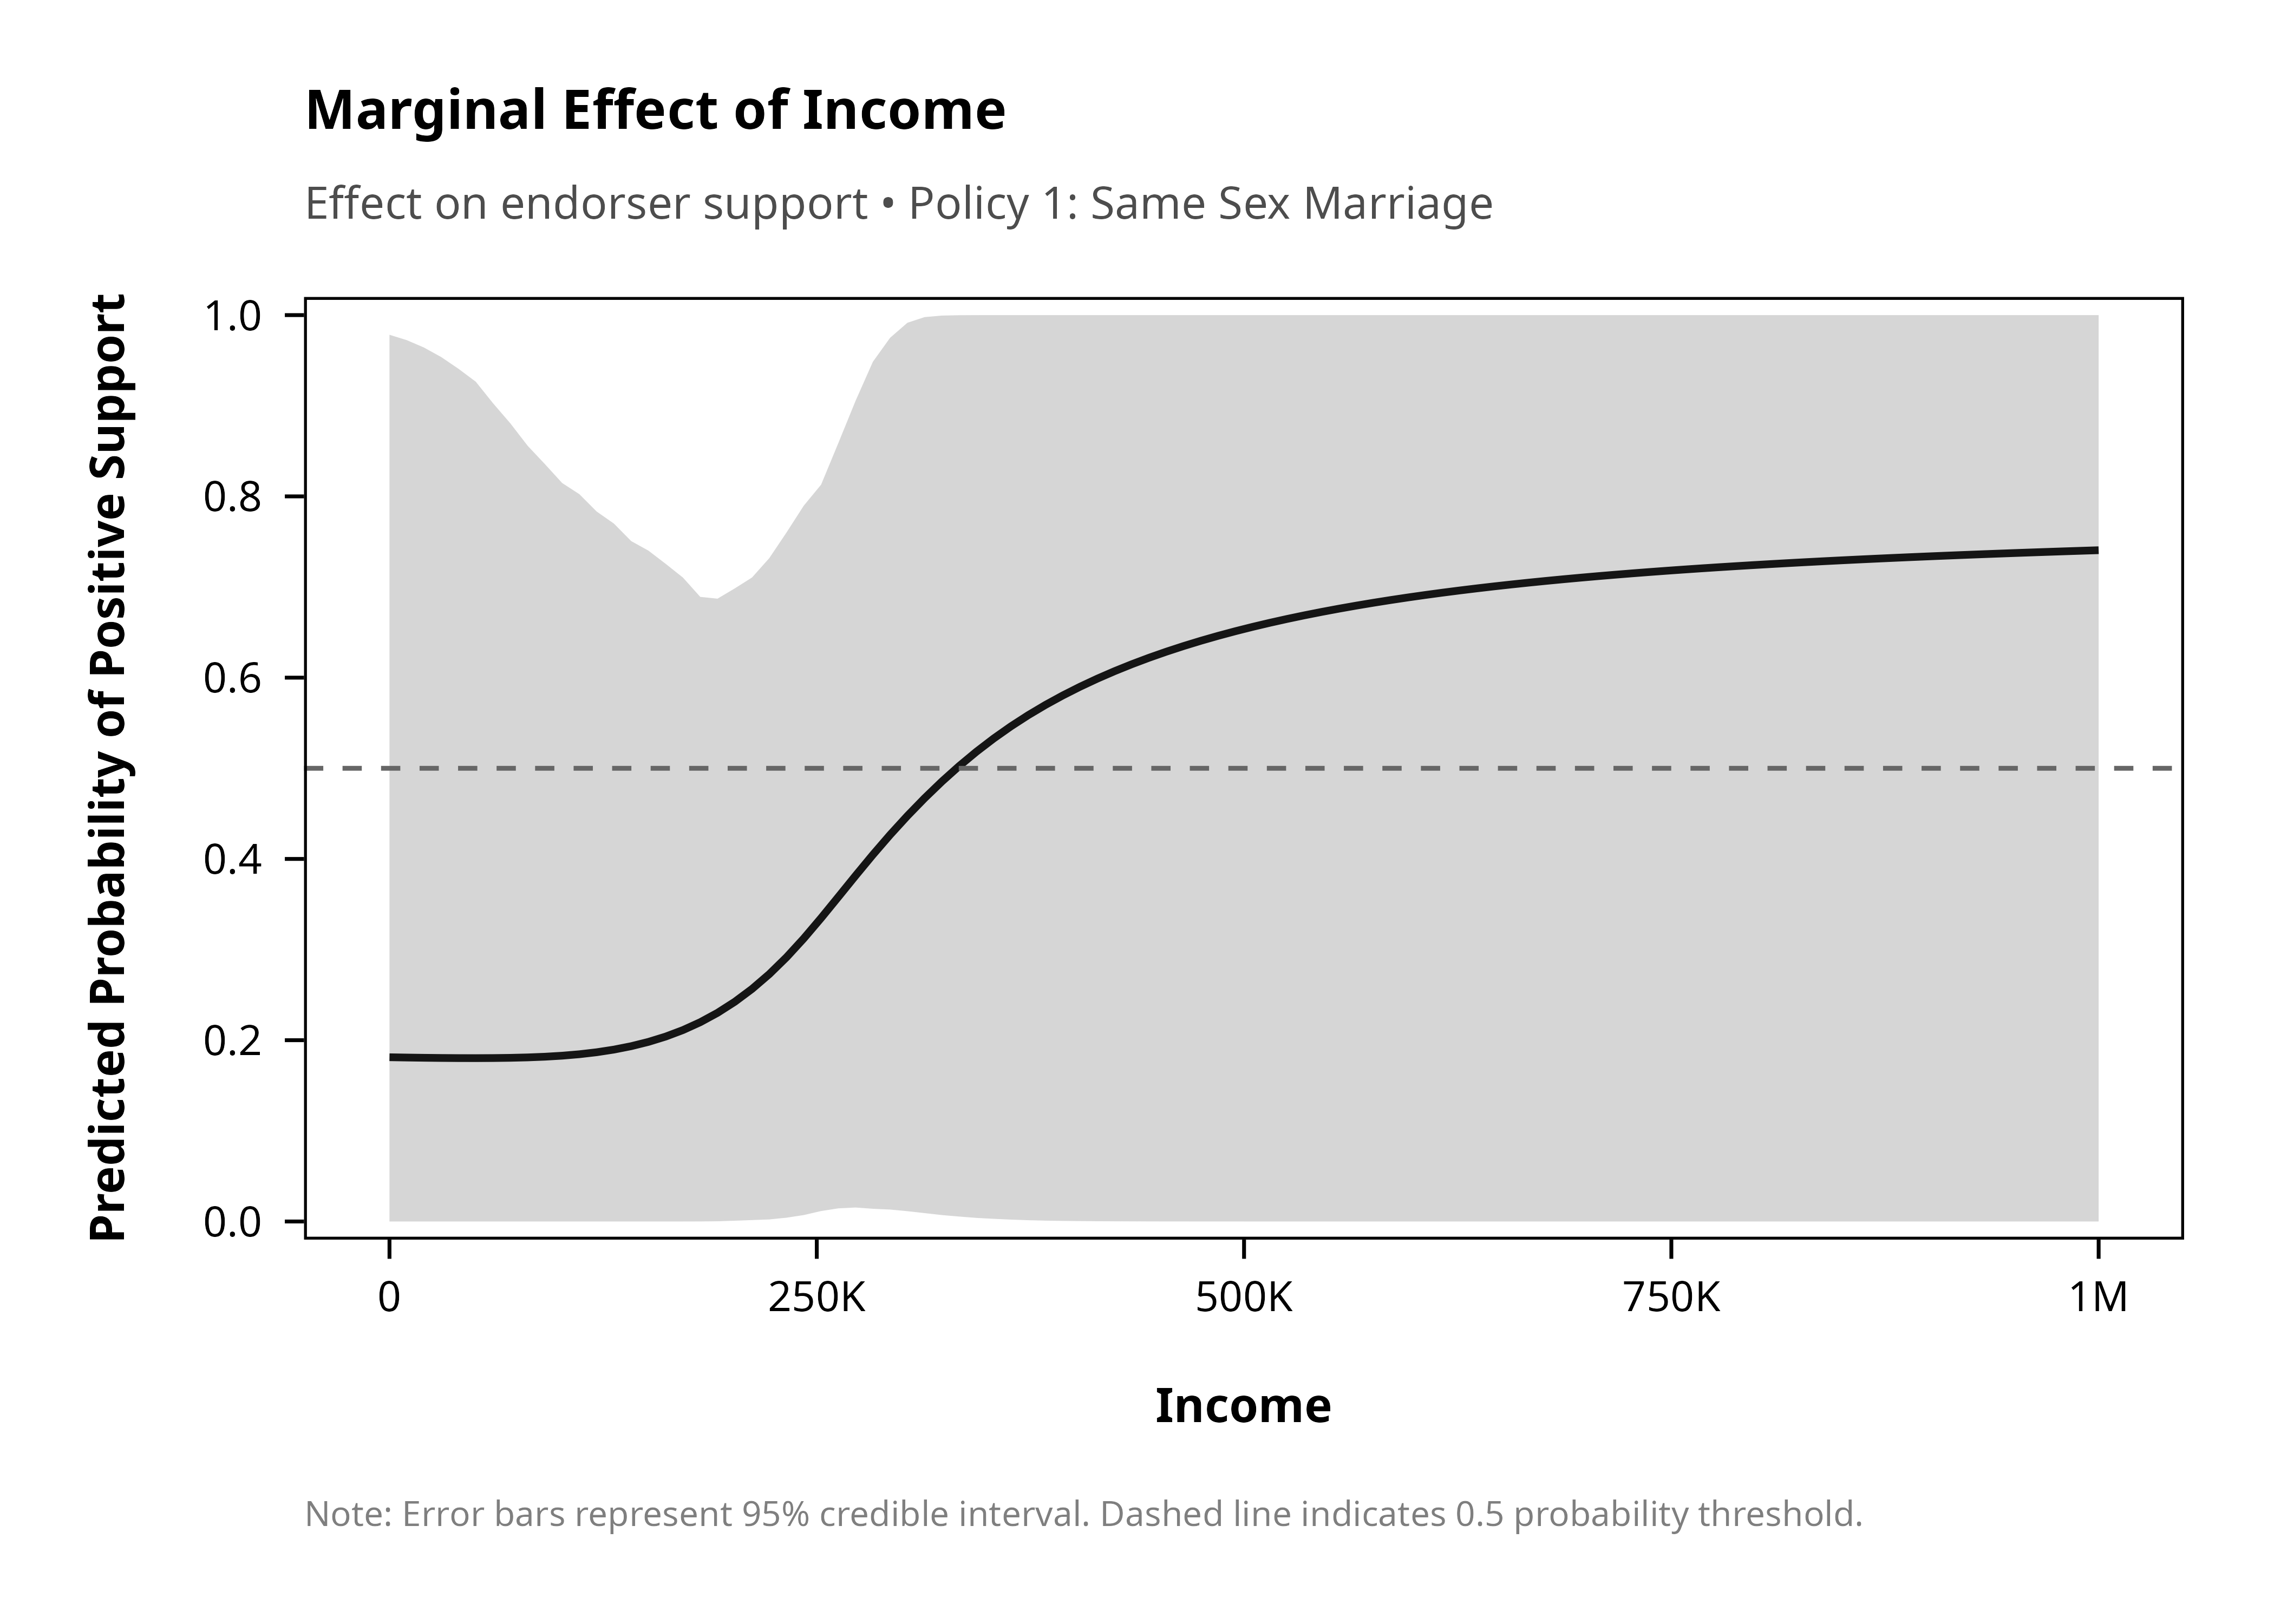 Marginal Effect of Income
Effect on endorser support • Policy 1: Same Sex Marriage
Predicted Probability of Positive Support
1.0
0.8
0.6
0.4
0.2
0.0
0 250K 500K 750K 1M
Income
Note: Error bars represent 95% credible interval. Dashed line indicates 0.5 probability threshold.